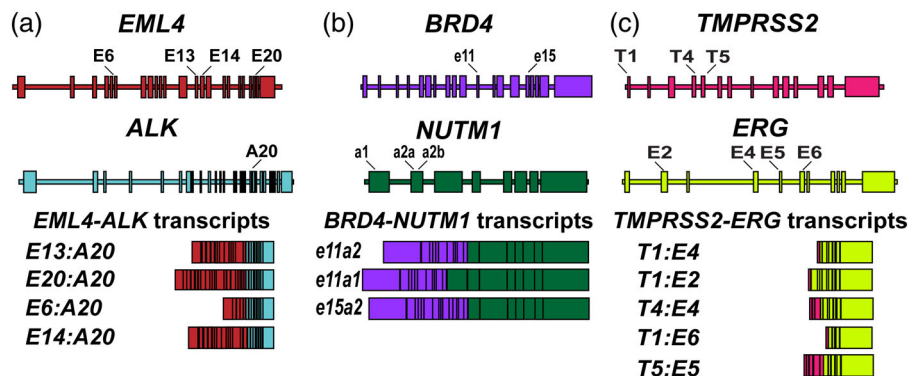 (a) EML4
E6 E13 E14 E20
ALK
A20
EML4-ALK transcripts
E13:A20
E20:A20
E6:A20
E14:A20
(b) BRD4
e11 e15
NUTM1
a1 a2a a2b
BRD4-NUTM1 transcripts
e11a2
e11a1
e15a2
(c) TMPRSS2
T1 T4 T5
ERG
E2 E4 E5 E6
TMPRSS2-ERG transcripts
T1:E4
T1:E2
T4:E4
T1:E6
T5:E5